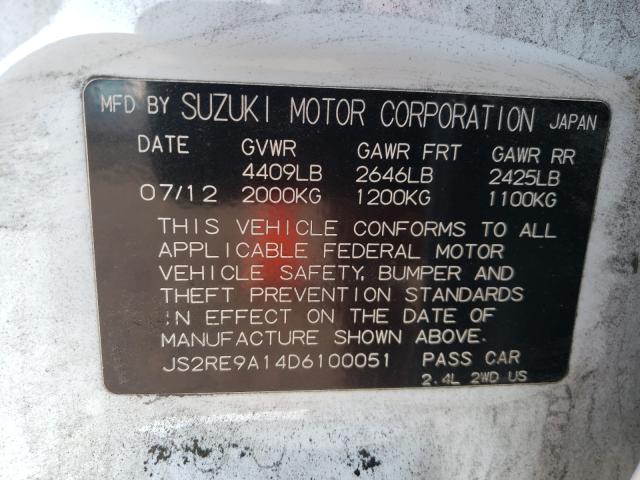 MFD BY SUZUKI MOTOR CORPORATION JAPAN
DATE GVWR GAWR FRT GAWR RR
4409LB 2646LB 2425LB
07/12 2000KG 1200KG 1100KG
THIS VEHICLE CONFORMS TO ALL
APPLICABLE FEDERAL MOTOR
VEHICLE SAFETY, BUMPER AND
THEFT PREVENTION STANDARDS
IN EFFECT ON THE DATE OF
MANUFACTURE SHOWN ABOVE.
JS2RE9A14D6100051 PASS CAR
2.4L 2WD US